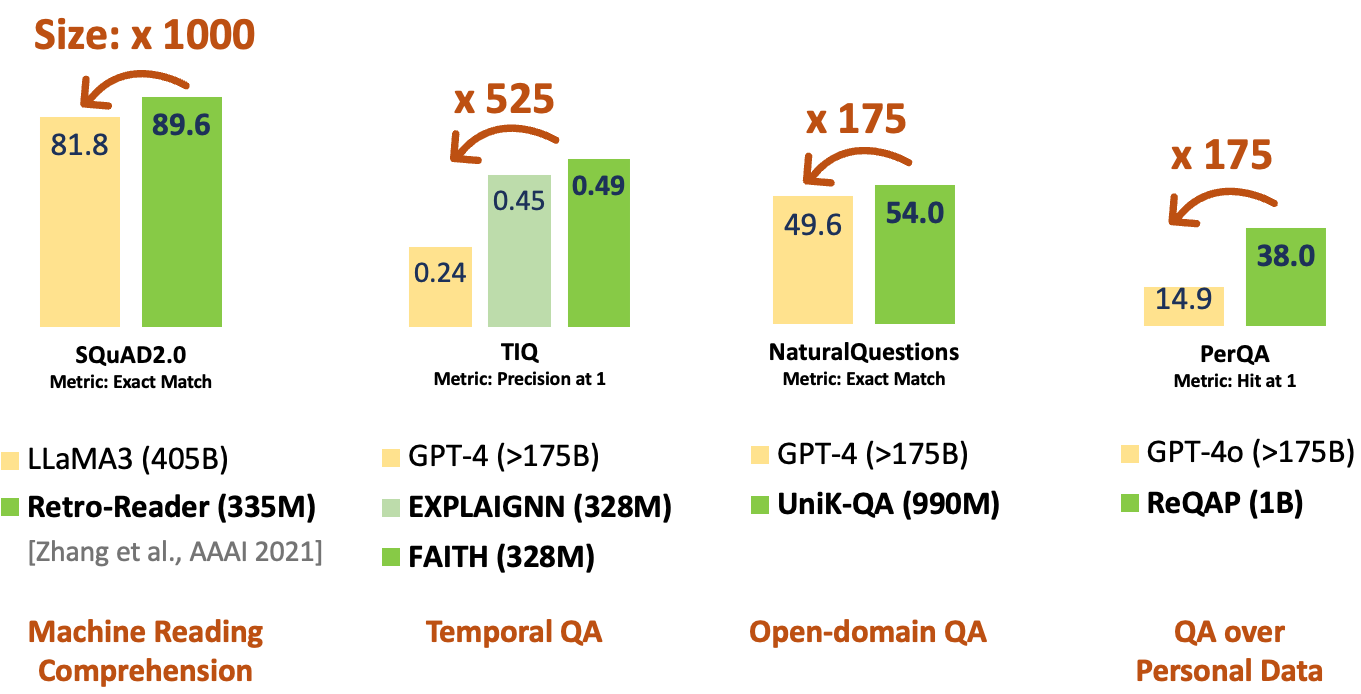 Size: x 1000
81.8
89.6
SQuAD2.0
Metric: Exact Match
LLaMA3 (405B)
Retro-Reader (335M)
[Zhang et al., AAAI 2021]
Machine Reading
Comprehension
x 525
0.24
0.45
0.49
TIQ
Metric: Precision at 1
GPT-4 (>175B)
EXPLAIGNN (328M)
FAITH (328M)
Temporal QA
x 175
49.6
54.0
NaturalQuestions
Metric: Exact Match
GPT-4 (>175B)
UniK-QA (990M)
Open-domain QA
x 175
14.9
38.0
PerQA
Metric: Hit at 1
GPT-4o (>175B)
ReQAP (1B)
QA over
Personal Data